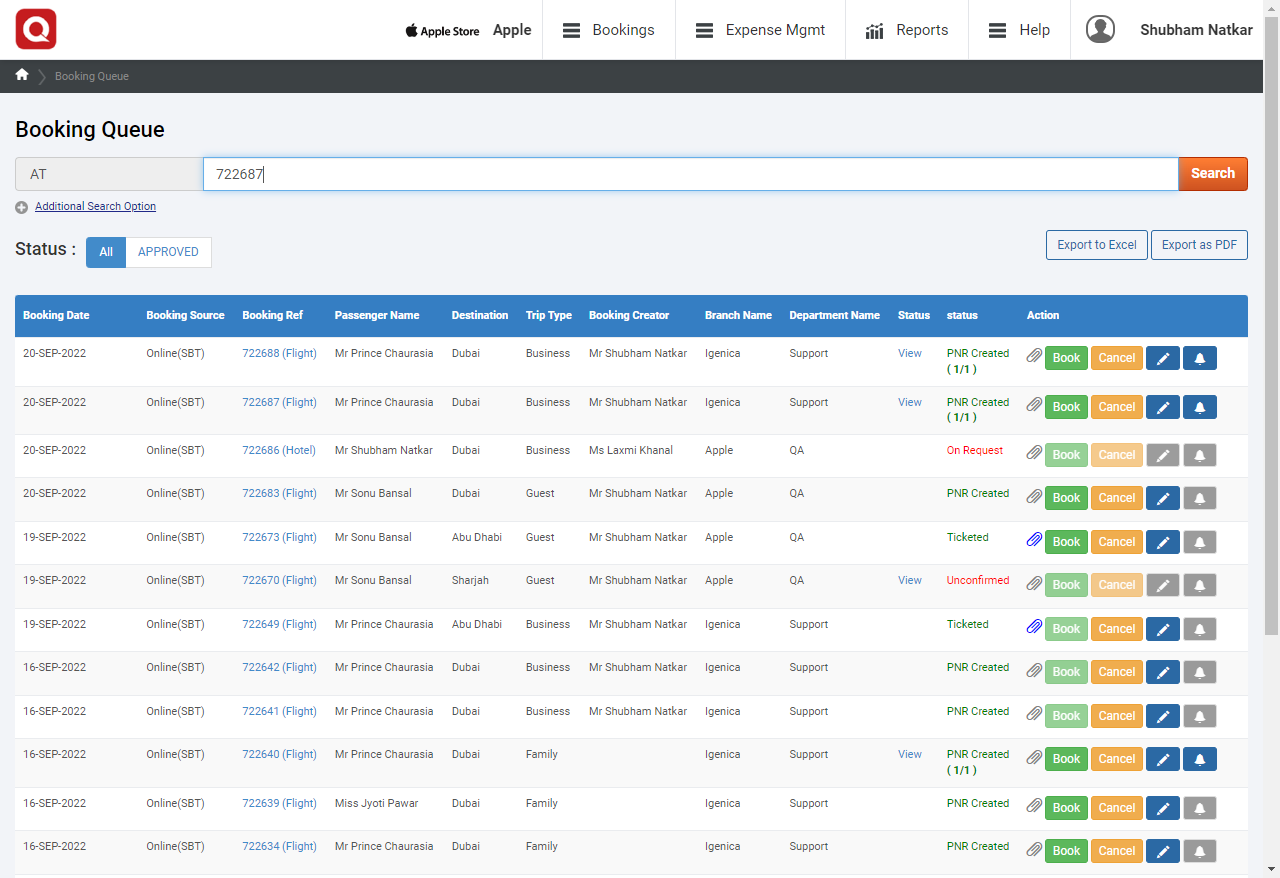 Apple Store Apple Bookings Expense Mgmt Reports Help Shubham Natkar
Booking Queue
Booking Queue
AT 722687 Search
Additional Search Option
Status : All APPROVED Export to Excel Export as PDF
Booking Date Booking Source Booking Ref Passenger Name Destination Trip Type Booking Creator Branch Name Department Name Status status Action
20-SEP-2022 Online(SBT) 722688 (Flight) Mr Prince Chaurasia Dubai Business Mr Shubham Natkar Igenica Support View PNR Created Book Cancel
( 1/1 )
20-SEP-2022 Online(SBT) 722687 (Flight) Mr Prince Chaurasia Dubai Business Mr Shubham Natkar Igenica Support View PNR Created Book Cancel
( 1/1 )
20-SEP-2022 Online(SBT) 722686 (Hotel) Mr Shubham Natkar Dubai Business Ms Laxmi Khanal Apple QA On Request Book Cancel
20-SEP-2022 Online(SBT) 722683 (Flight) Mr Sonu Bansal Dubai Guest Mr Shubham Natkar Apple QA PNR Created Book Cancel
19-SEP-2022 Online(SBT) 722673 (Flight) Mr Sonu Bansal Abu Dhabi Guest Mr Shubham Natkar Apple QA Ticketed Book Cancel
19-SEP-2022 Online(SBT) 722670 (Flight) Mr Sonu Bansal Sharjah Guest Mr Shubham Natkar Apple QA View Unconfirmed Book Cancel
19-SEP-2022 Online(SBT) 722649 (Flight) Mr Prince Chaurasia Abu Dhabi Business Mr Shubham Natkar Igenica Support Ticketed Book Cancel
16-SEP-2022 Online(SBT) 722642 (Flight) Mr Prince Chaurasia Dubai Business Mr Shubham Natkar Igenica Support PNR Created Book Cancel
16-SEP-2022 Online(SBT) 722641 (Flight) Mr Prince Chaurasia Dubai Business Mr Shubham Natkar Igenica Support PNR Created Book Cancel
16-SEP-2022 Online(SBT) 722640 (Flight) Mr Prince Chaurasia Dubai Family Igenica Support View PNR Created Book Cancel
( 1/1 )
16-SEP-2022 Online(SBT) 722639 (Flight) Miss Jyoti Pawar Dubai Family Igenica Support PNR Created Book Cancel
16-SEP-2022 Online(SBT) 722634 (Flight) Mr Prince Chaurasia Dubai Family Igenica Support PNR Created Book Cancel